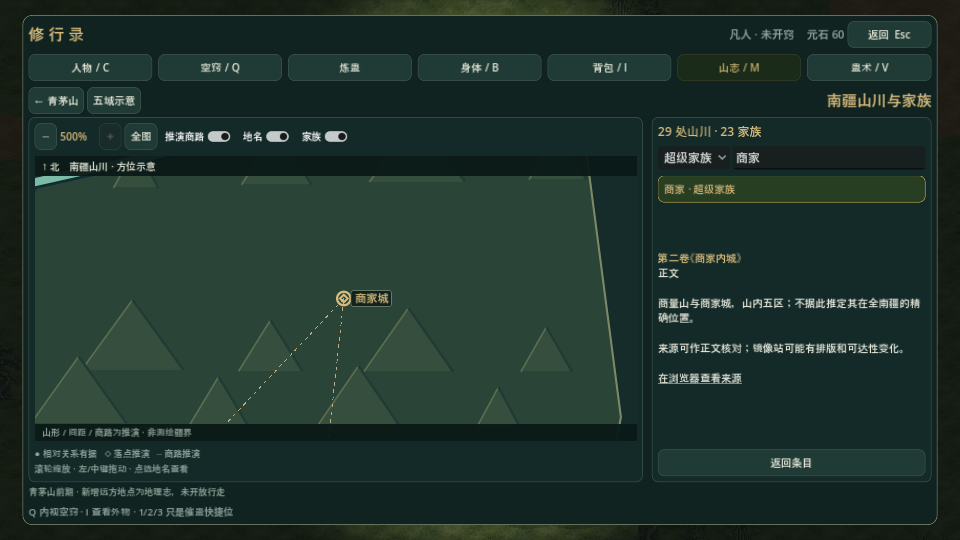 修行录
凡人 · 未开窍 元石 60 返回 Esc
人物 / C 空窍 / Q 炼蛊 身体 / B 背包 / I 山志 / M 蛊术 / V
← 青茅山 五域示意 南疆山川与家族
− 500% + 全图 推演商路 地名 家族
29 处山川 · 23 家族
超级家族 商家
↑ 北 南疆山川 · 方位示意
商家 · 超级家族
第二卷《商家内城》
正文
商家城
商量山与商家城，山内五区；不据此推定其在全南疆的精
确位置。
来源可作正文核对；镜像站可能有排版和可达性变化。
在浏览器查看来源
山形 / 间距 / 商路为推演 · 非测绘疆界
● 相对关系有据 ◇ 落点推演 ┄ 商路推演
滚轮缩放 · 左/中键拖动 · 点选地名查看
返回条目
青茅山前期 · 新增远方地点为地理志，未开放行走
Q 内视空窍 · I 查看外物 · 1/2/3 只是催蛊快捷位